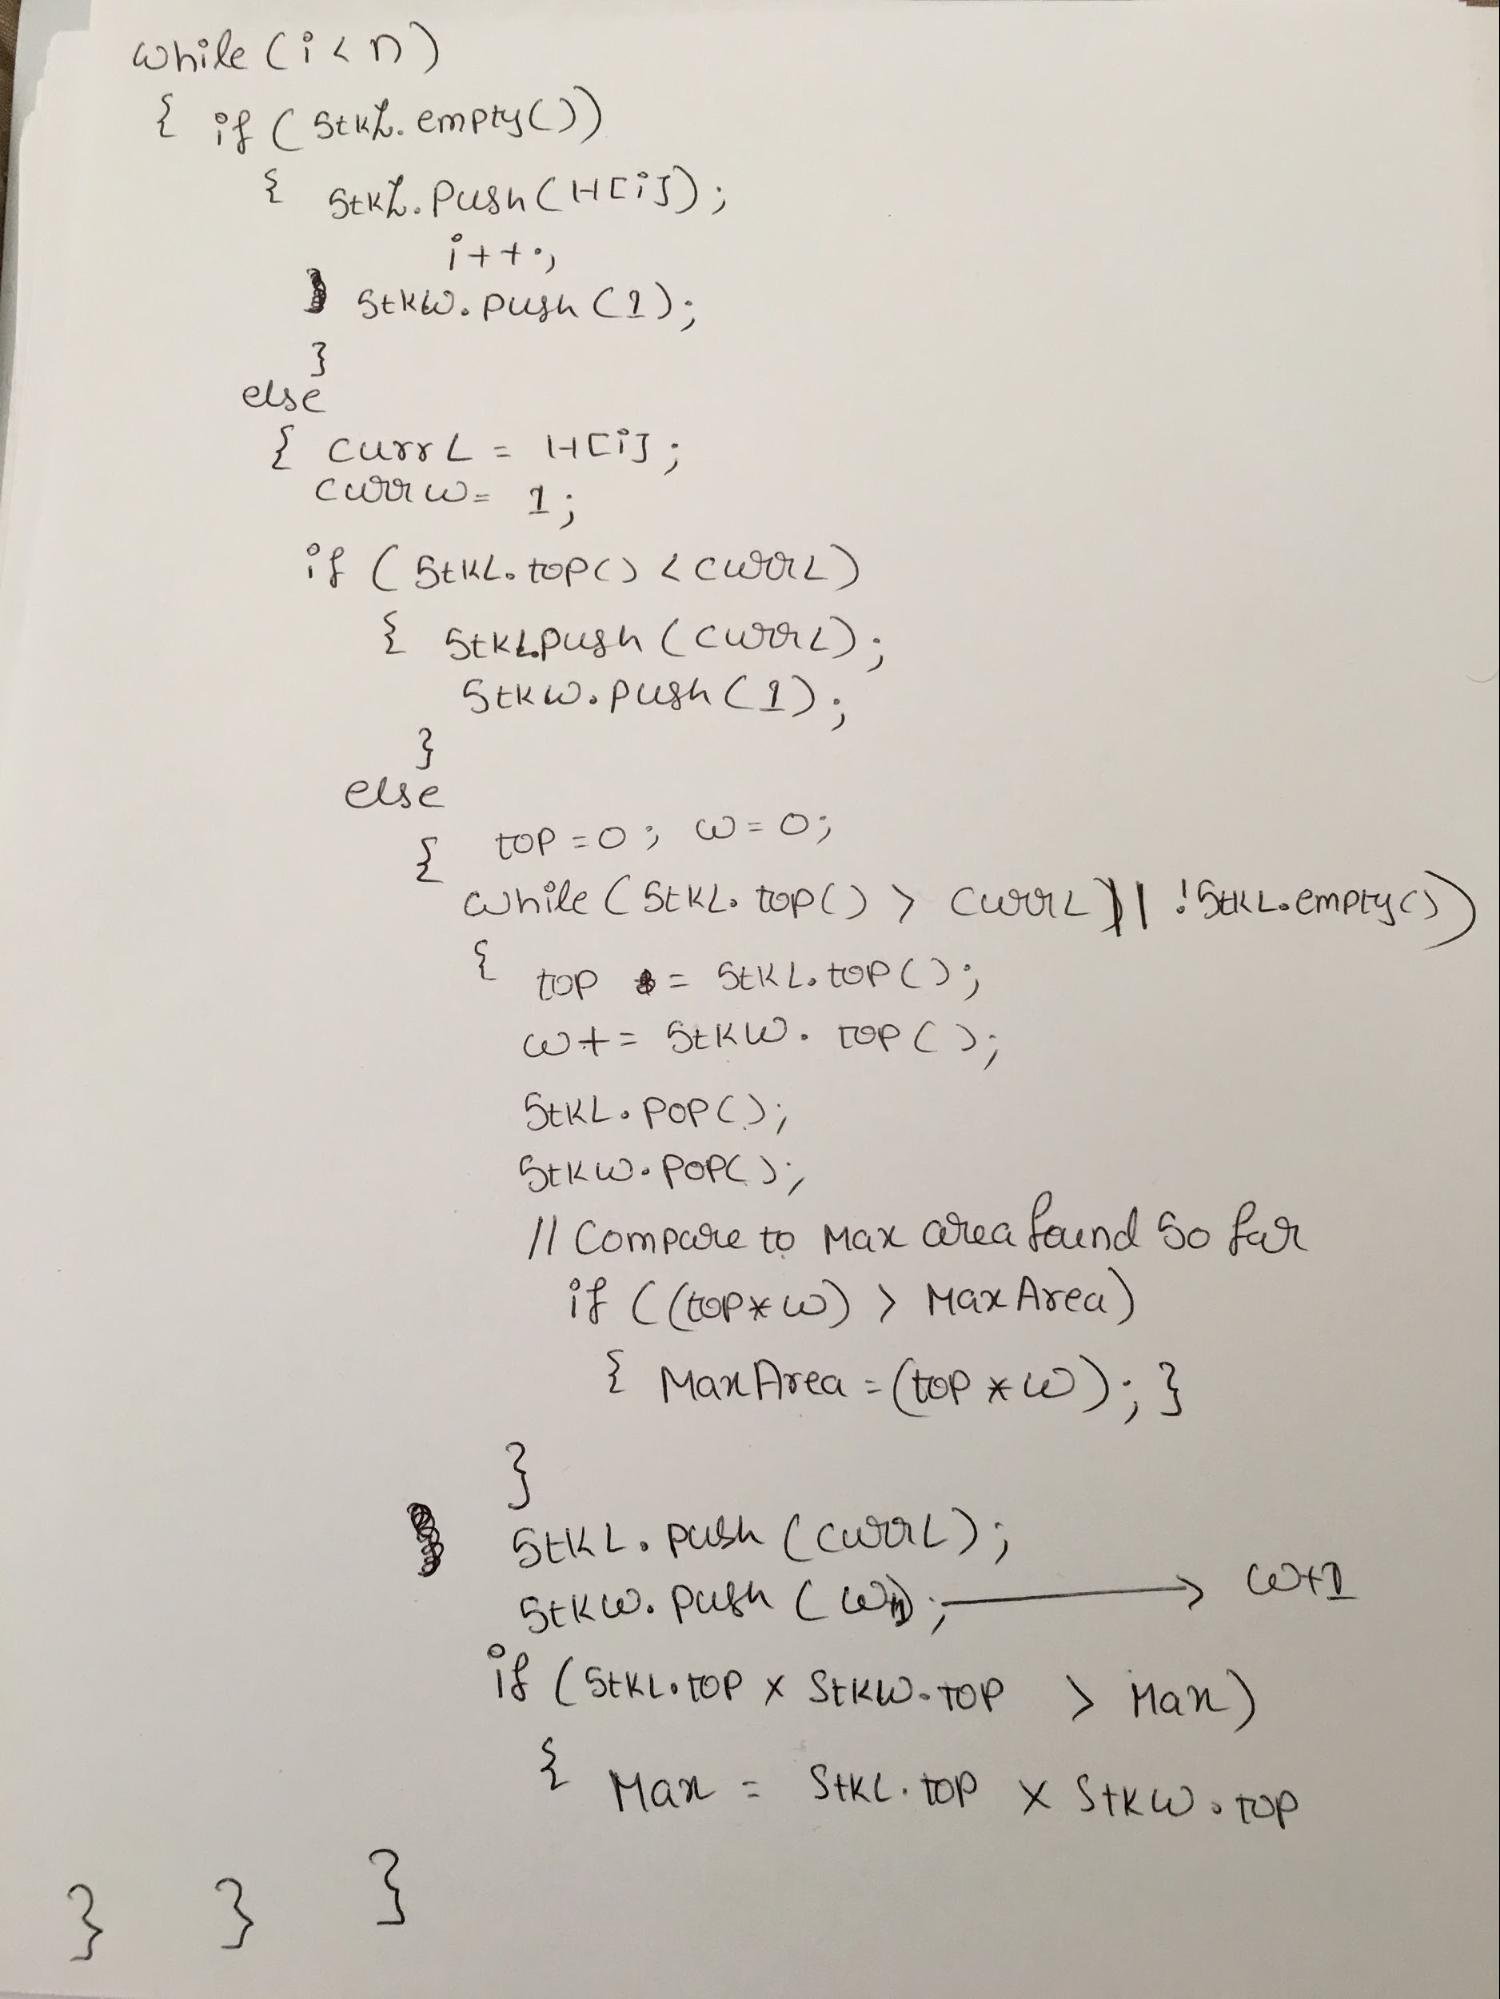 while (i < n)
{ if ( StkL. empty())
{ StkL. Push (H[i]);
i++;
StkW. push (1);
}
else
{ currL = H[i];
currw = 1;
if ( StkL. top() < currL)
{ StkL.push (currL);
StkW. push (1);
}
else
{ top = 0 ; w = 0;
while ( StkL. top() > currL || !StkL.empty())
{ top = StkL. top();
w += StkW. top();
StkL. pop();
StkW. pop();
// Compare to Max area found so far
if ((top*w) > MaxArea)
{ MaxArea = (top * w); }
}
StkL. push (currL);
StkW. push (w); → w+1
if (StkL.top x StkW.top > Max)
{ Max = StkL.top x StkW.top
} } }